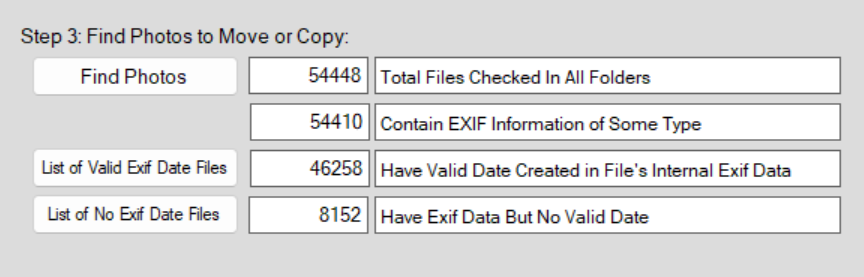 Step 3: Find Photos to Move or Copy:
Find Photos 54448 Total Files Checked In All Folders
54410 Contain EXIF Information of Some Type
List of Valid Exif Date Files 46258 Have Valid Date Created in File's Internal Exif Data
List of No Exif Date Files 8152 Have Exif Data But No Valid Date